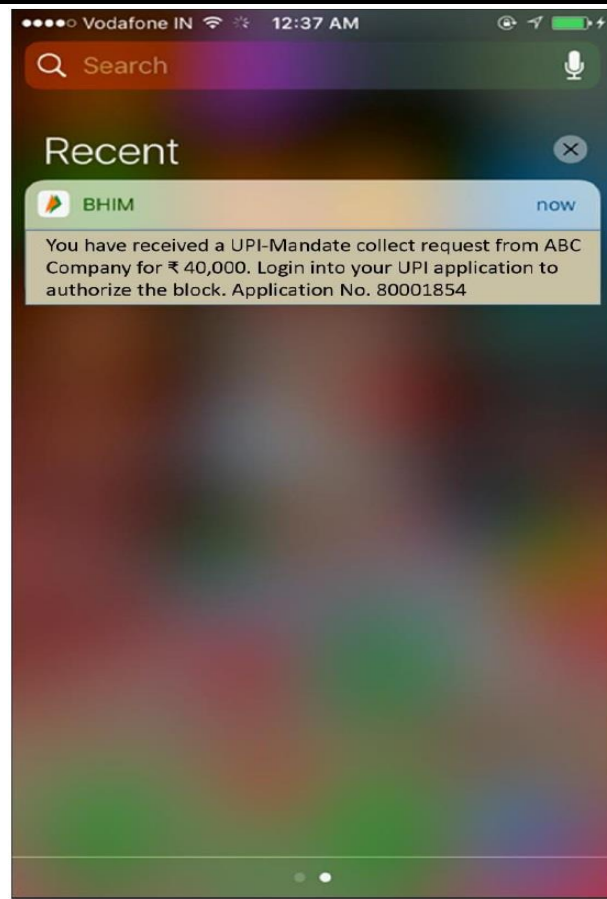 Vodafone IN 12:37 AM
Search
Recent
BHIM now
You have received a UPI-Mandate collect request from ABC
Company for ₹ 40,000. Login into your UPI application to
authorize the block. Application No. 80001854